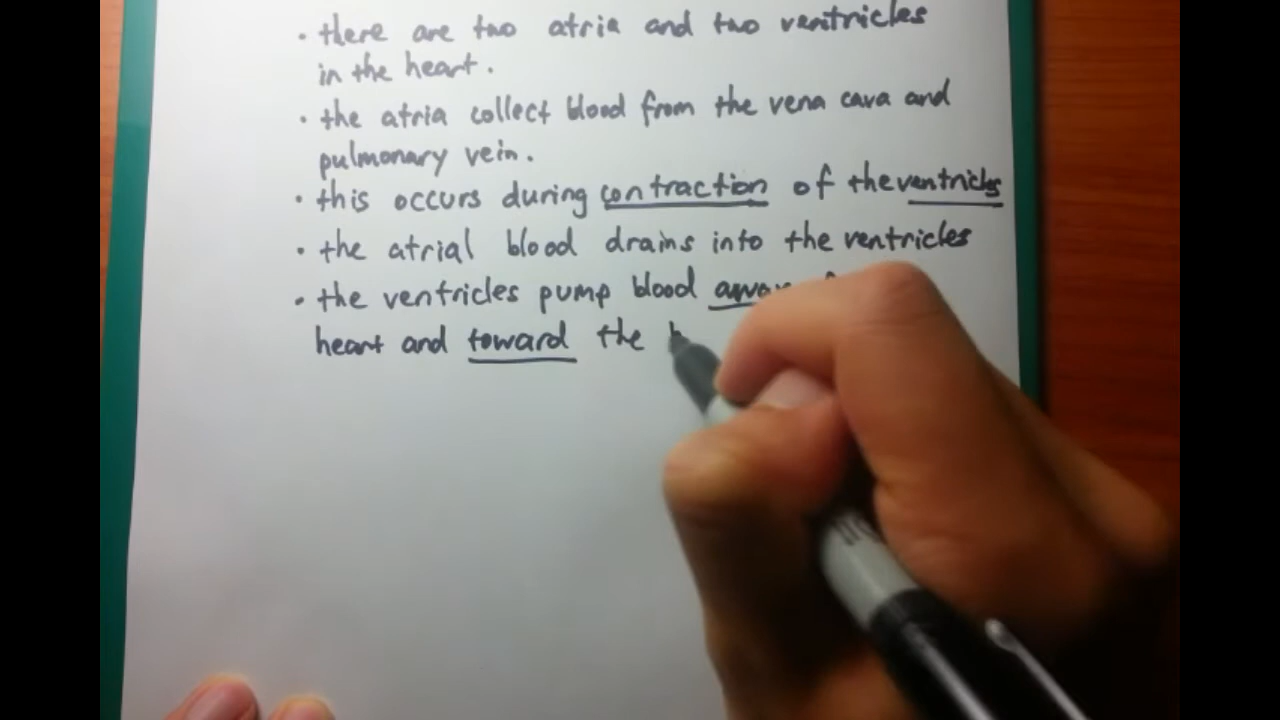 • there are two atria and two ventricles
in the heart.
• the atria collect blood from the vena cava and
pulmonary vein.
• this occurs during contraction of the ventricles
• the atrial blood drains into the ventricles
• the ventricles pump blood away
heart and toward the